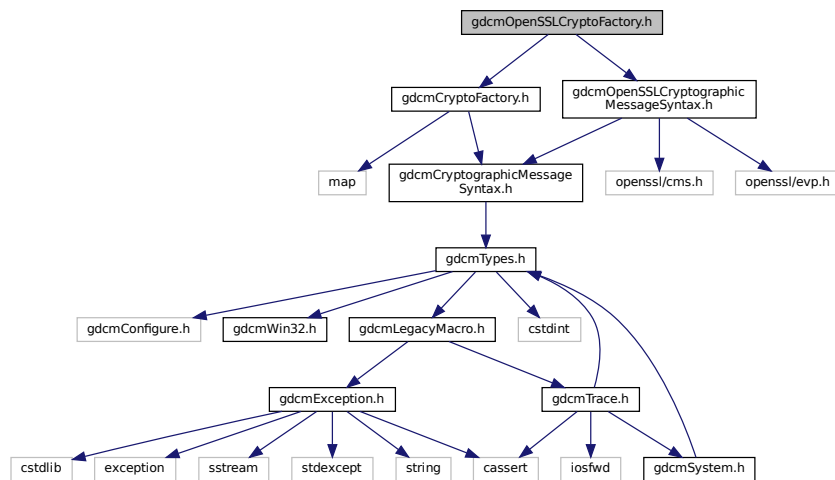 gdcmOpenSSLCryptoFactory.h
gdcmCryptoFactory.h
gdcmOpenSSLCryptographic
MessageSyntax.h
map
gdcmCryptographicMessage
Syntax.h
openssl/cms.h
openssl/evp.h
gdcmTypes.h
gdcmConfigure.h
gdcmWin32.h
gdcmLegacyMacro.h
cstdint
gdcmException.h
gdcmTrace.h
cstdlib
exception
sstream
stdexcept
string
cassert
iosfwd
gdcmSystem.h